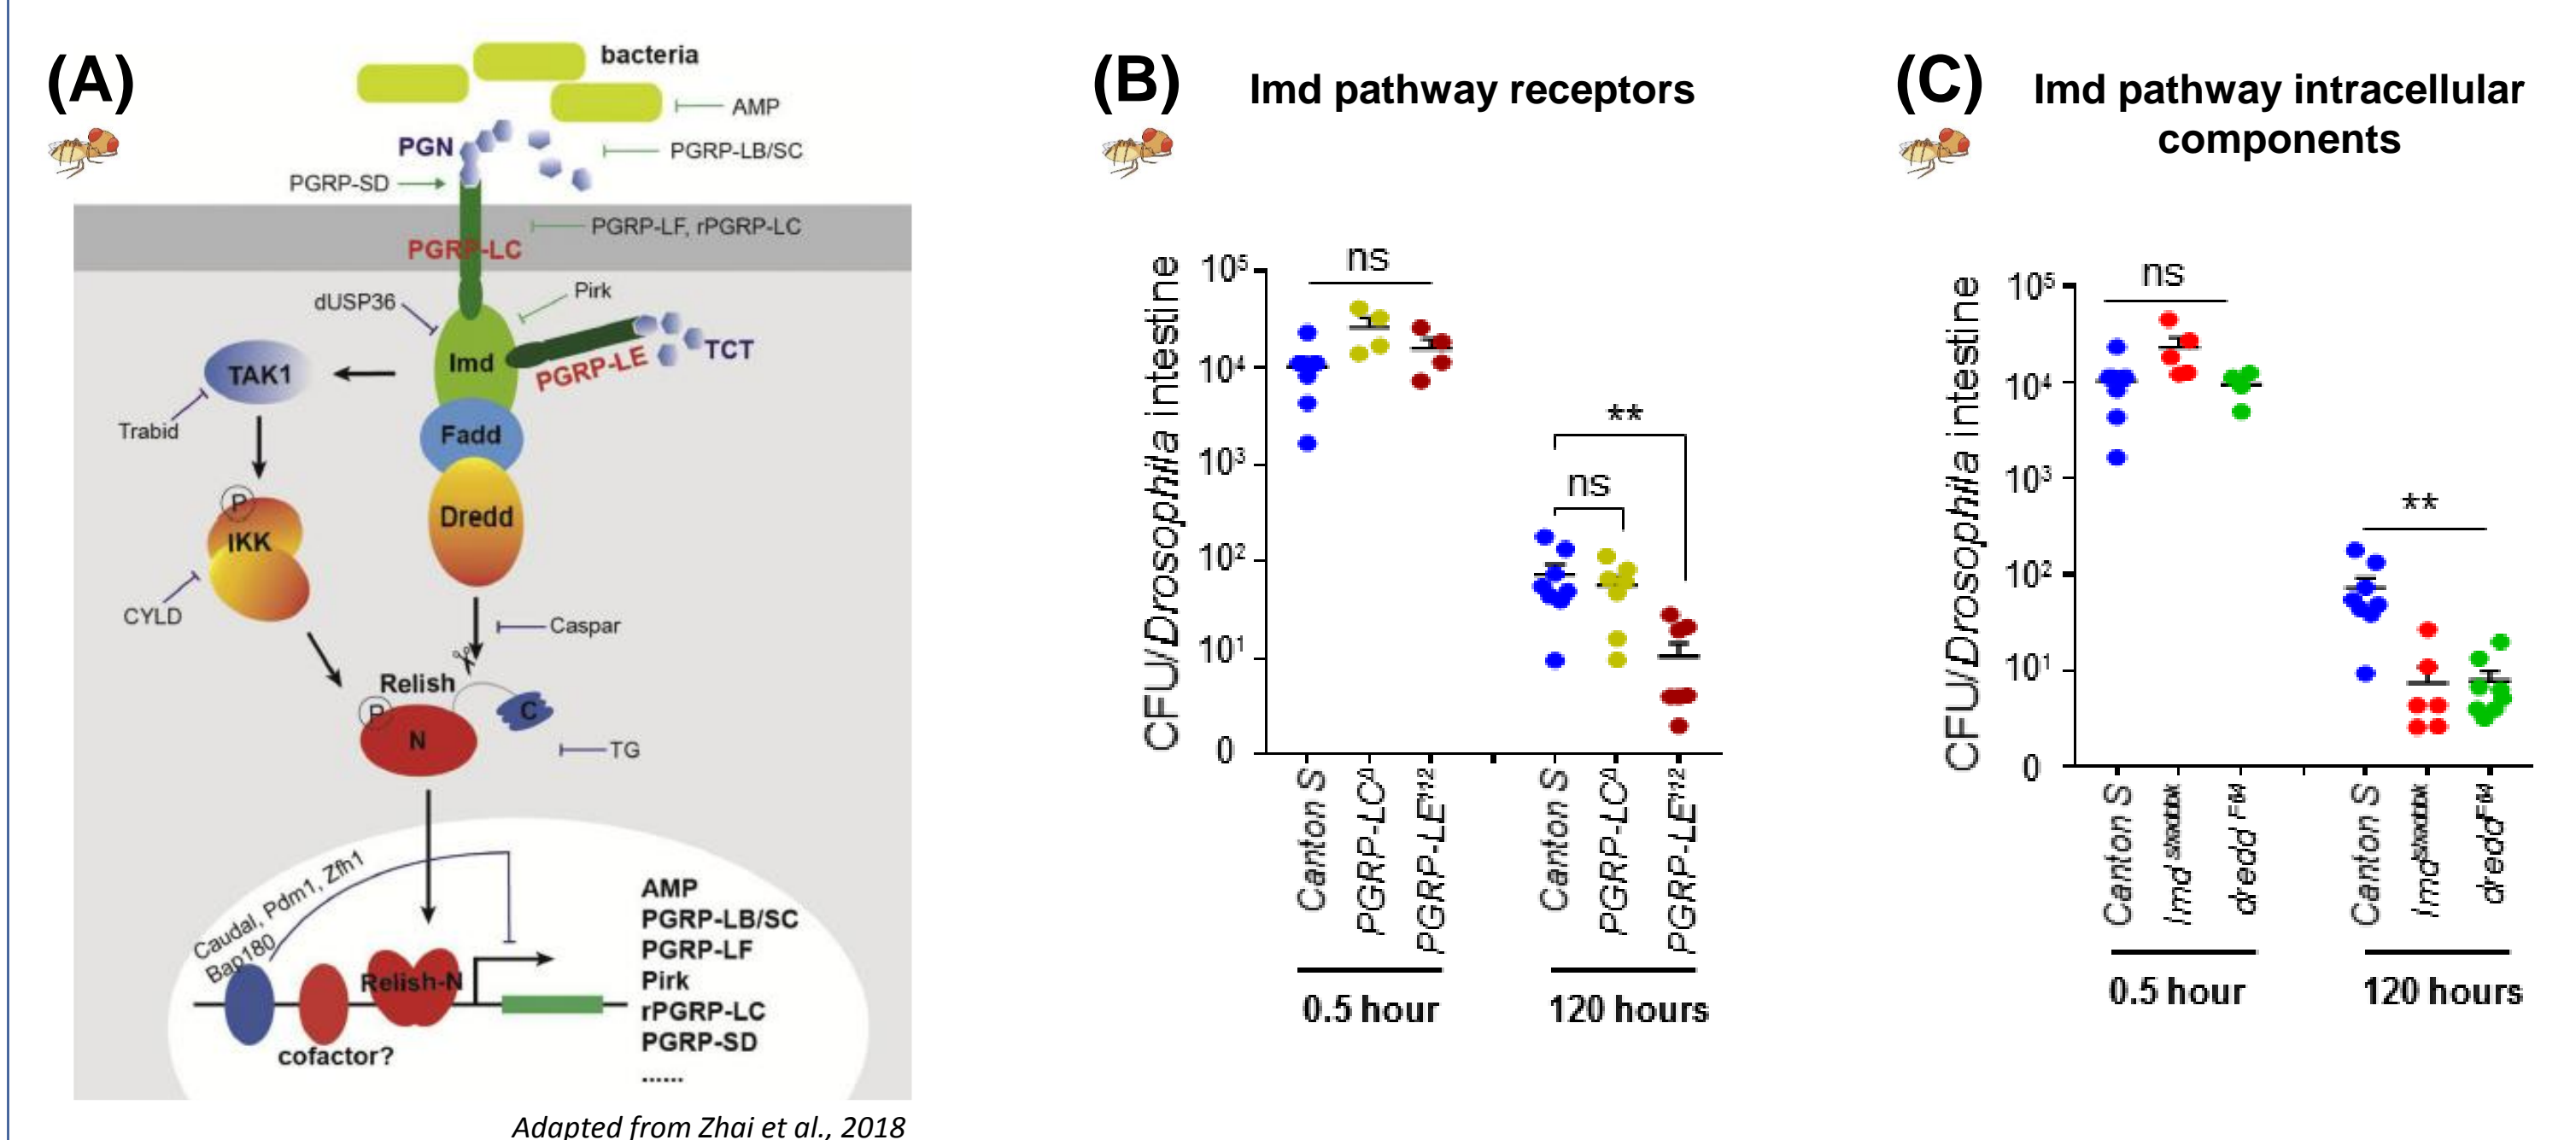 (A)
bacteria
AMP
PGN
PGRP-LB/SC
PGRP-SD
PGRP-LF, rPGRP-LC
PGRP-LC
dUSP36
Pirk
TAK1
Imd
PGRP-LE
TCT
Trabid
Fadd
P
IKK
Dredd
CYLD
Caspar
Relish
P
N
C
TG
Caudal, Pdm1, Zfh1
Bap180
Relish-N
cofactor?
AMP
PGRP-LB/SC
PGRP-LF
Pirk
rPGRP-LC
PGRP-SD
......
Adapted from Zhai et al., 2018
(B)
Imd pathway receptors
CFU/Drosophila intestine
10⁵
10⁴
10³
10²
10¹
0
ns
ns
**
Canton S
PGRP-LC^Δ
PGRP-LE¹¹²
Canton S
PGRP-LC^Δ
PGRP-LE¹¹²
0.5 hour
120 hours
(C)
Imd pathway intracellular
components
CFU/Drosophila intestine
10⁵
10⁴
10³
10²
10¹
0
ns
**
Canton S
Imd shadok
dredd F64
Canton S
Imd shadok
dredd F64
0.5 hour
120 hours